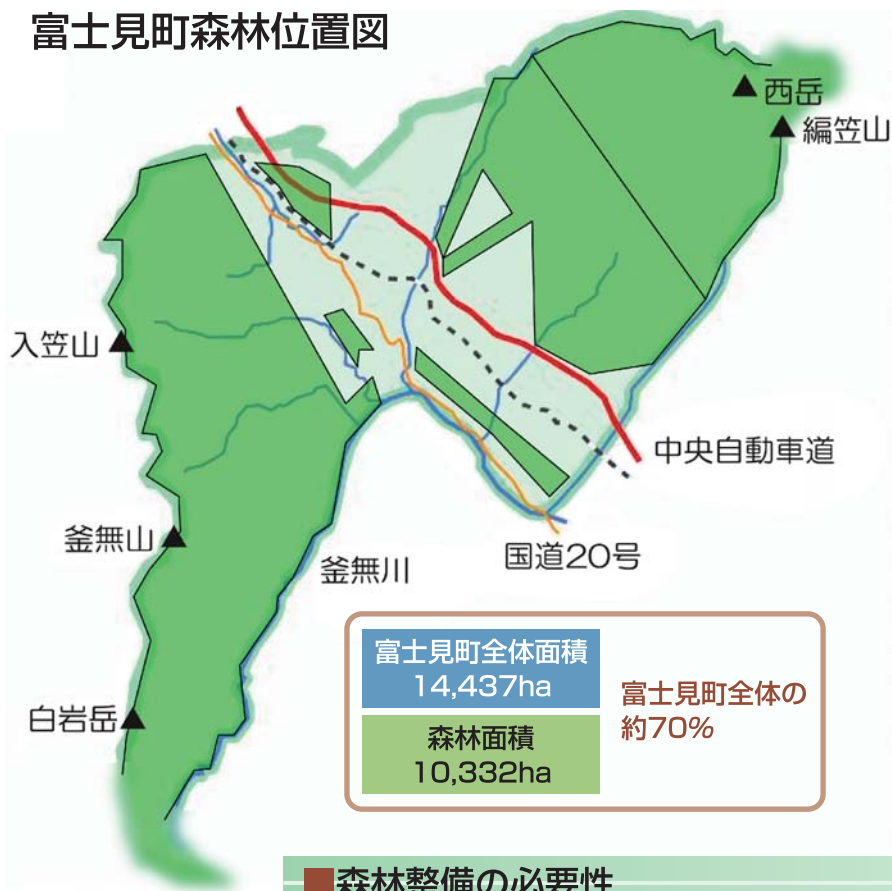 富士見町森林位置図
西岳
編笠山
入笠山
中央自動車道
釜無山
国道20号
釜無川
富士見町全体面積
14,437ha
富士見町全体の
約70%
森林面積
10,332ha
白岩岳
■森林整備の必要性